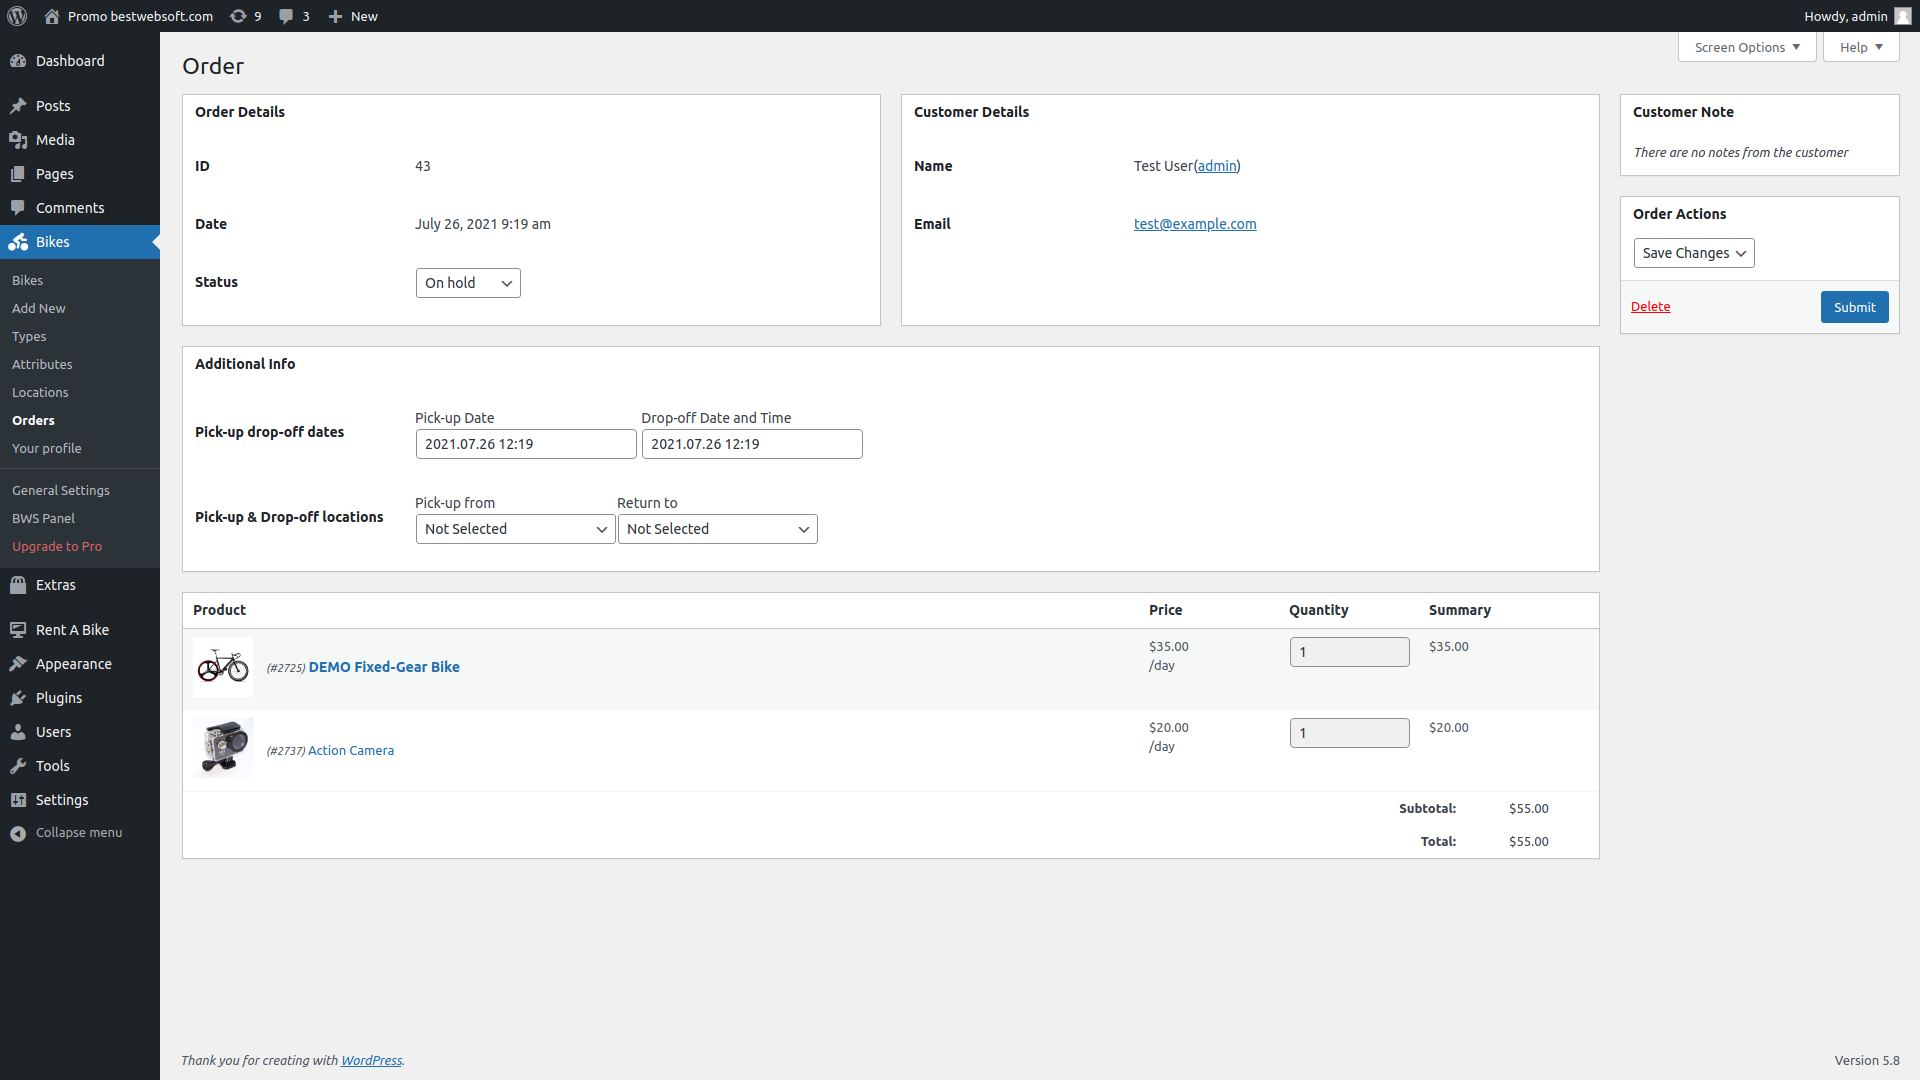 Promo bestwebsoft.com
9
3
New
Howdy, admin
Dashboard
Posts
Media
Pages
Comments
Bikes
Bikes
Add New
Types
Attributes
Locations
Orders
Your profile
General Settings
BWS Panel
Upgrade to Pro
Extras
Rent A Bike
Appearance
Plugins
Users
Tools
Settings
Collapse menu
Screen Options
Help
Order
Order Details
ID 43
Date July 26, 2021 9:19 am
Status On hold
Customer Details
Name Test User(admin)
Email test@example.com
Customer Note
There are no notes from the customer
Order Actions
Save Changes
Delete Submit
Additional Info
Pick-up Date Drop-off Date and Time
Pick-up drop-off dates 2021.07.26 12:19 2021.07.26 12:19
Pick-up from Return to
Pick-up & Drop-off locations Not Selected Not Selected
Product Price Quantity Summary
(#2725) DEMO Fixed-Gear Bike $35.00 /day 1 $35.00
(#2737) Action Camera $20.00 /day 1 $20.00
Subtotal: $55.00
Total: $55.00
Thank you for creating with WordPress.
Version 5.8